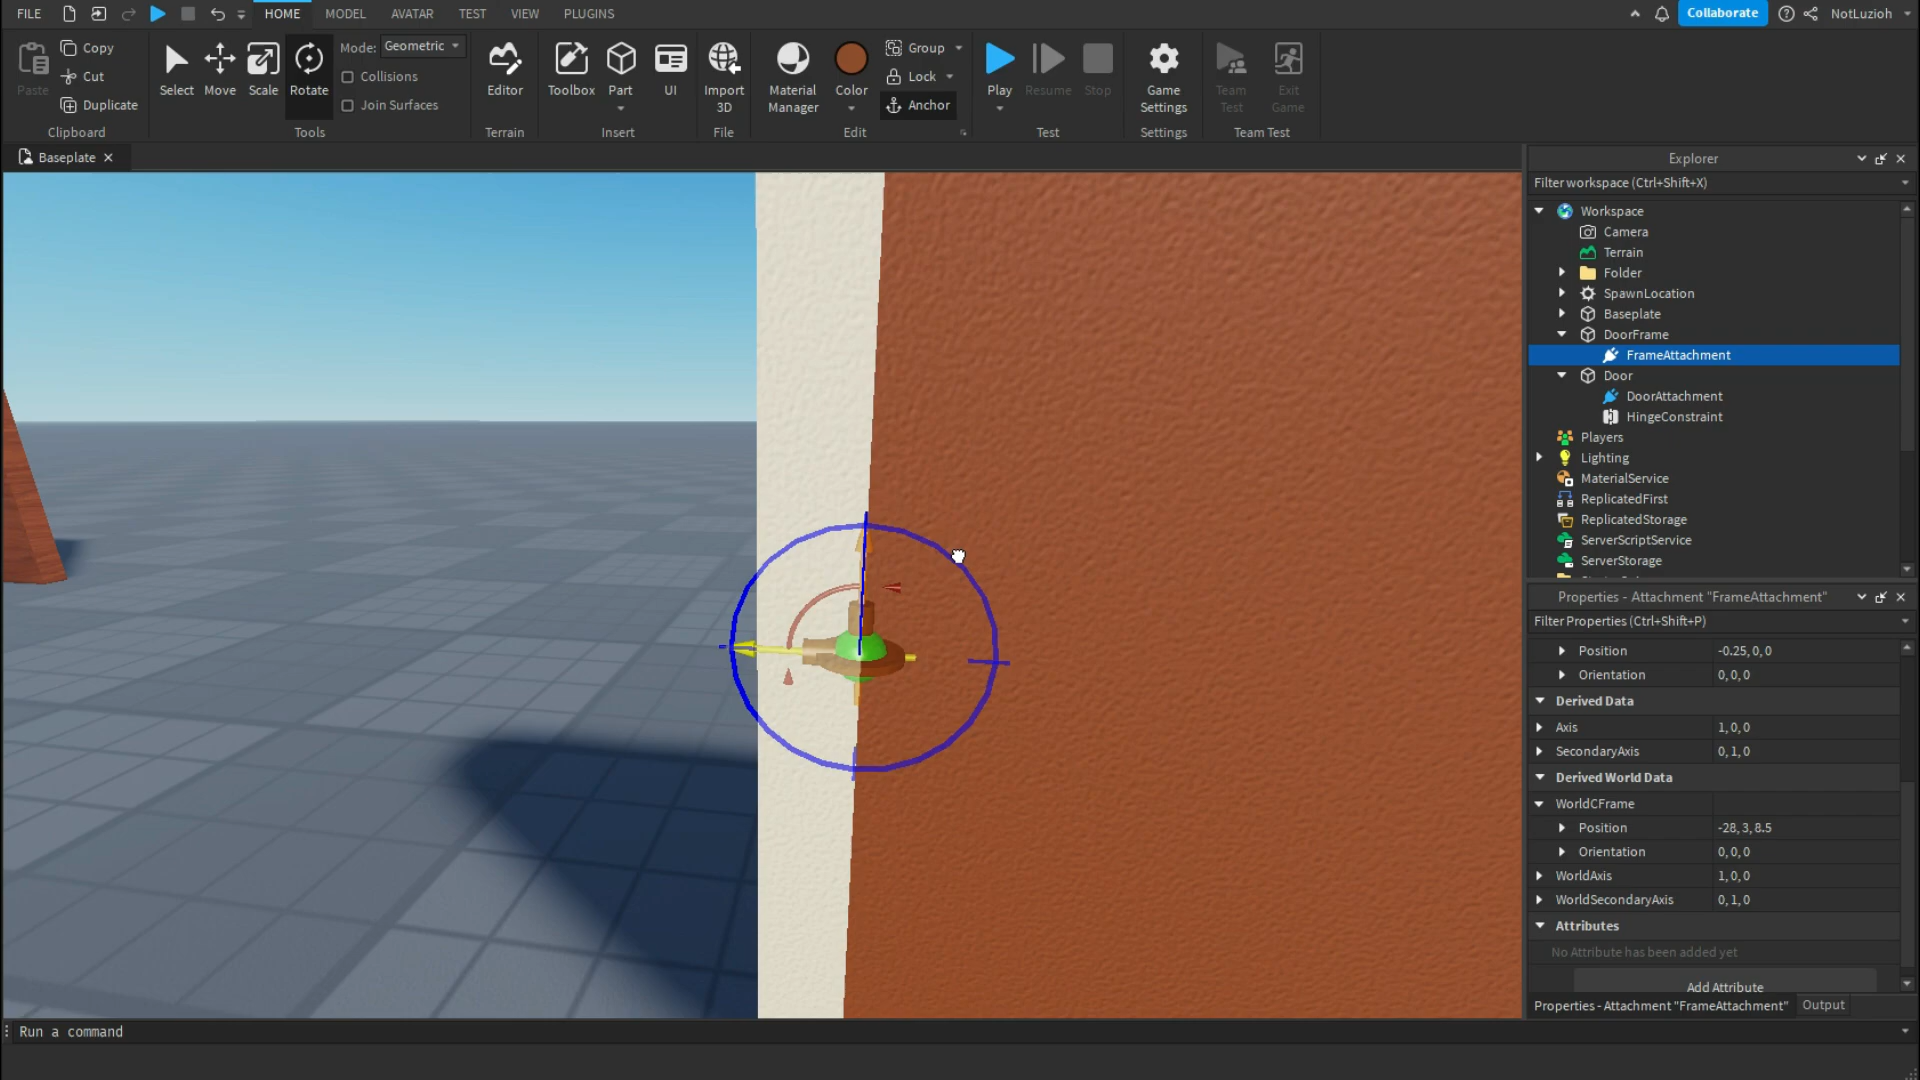 FILE HOME MODEL AVATAR TEST VIEW PLUGINS Collaborate NotLuzioh
Paste Copy Cut Duplicate Clipboard
Select Move Scale Rotate Mode: Geometric Collisions Join Surfaces Tools
Editor Terrain
Toolbox Part UI Insert
Import 3D File
Material Manager Color Group Lock Anchor Edit
Play Resume Stop Test
Game Settings Settings
Team Test Exit Game Team Test
Baseplate
Explorer
Filter workspace (Ctrl+Shift+X)
Workspace
Camera
Terrain
Folder
SpawnLocation
Baseplate
DoorFrame
FrameAttachment
Door
DoorAttachment
HingeConstraint
Players
Lighting
MaterialService
ReplicatedFirst
ReplicatedStorage
ServerScriptService
ServerStorage
Properties - Attachment "FrameAttachment"
Filter Properties (Ctrl+Shift+P)
Position -0.25, 0, 0
Orientation 0, 0, 0
Derived Data
Axis 1, 0, 0
SecondaryAxis 0, 1, 0
Derived World Data
WorldCFrame
Position -28, 3, 8.5
Orientation 0, 0, 0
WorldAxis 1, 0, 0
WorldSecondaryAxis 0, 1, 0
Attributes
No Attribute has been added yet
Add Attribute
Properties - Attachment "FrameAttachment" Output
Run a command